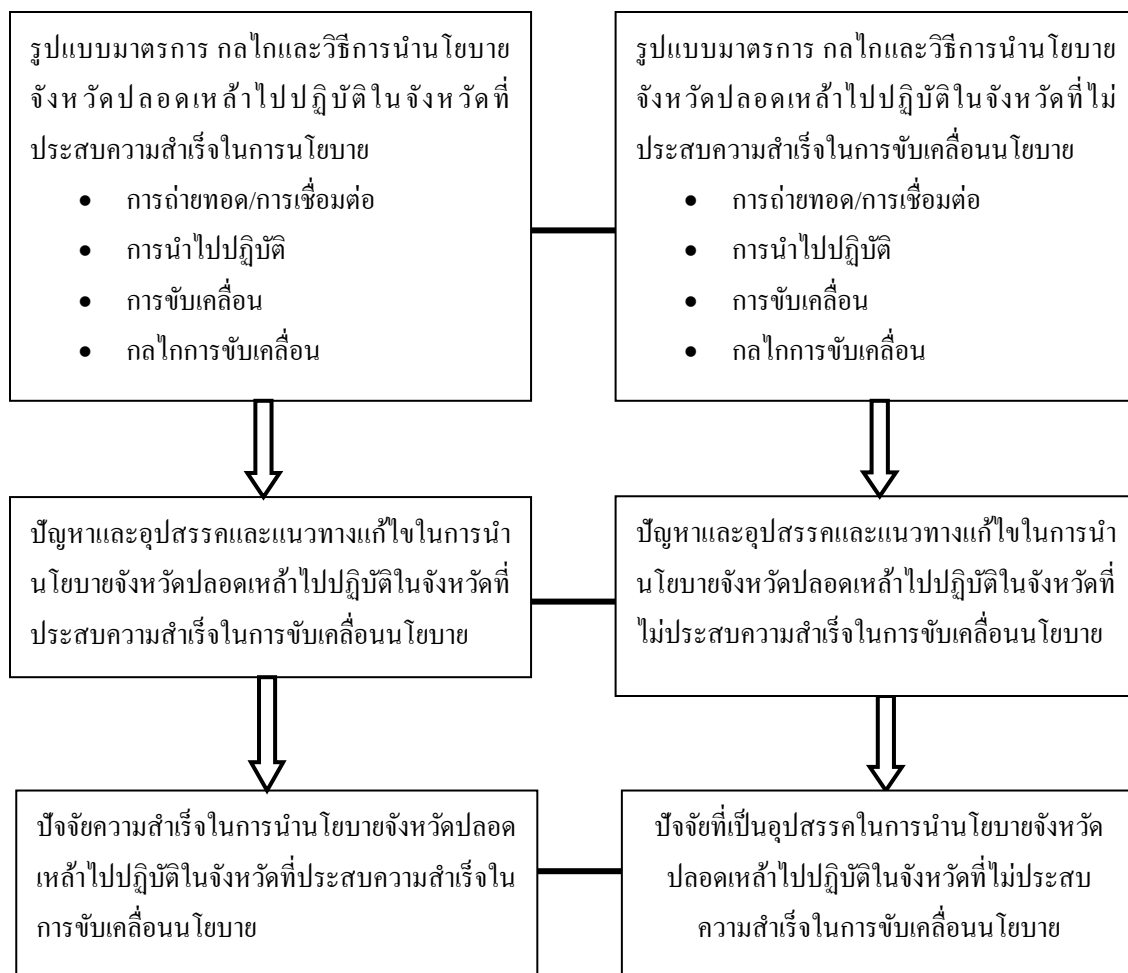 รูปแบบมาตรการ กลไกและวิธีการนำนโยบาย
จังหวัดปลอดเหล้าไปปฏิบัติในจังหวัดที่
ประสบความสำเร็จในการนโยบาย
• การถ่ายทอด/การเชื่อมต่อ
• การนำไปปฏิบัติ
• การขับเคลื่อน
• กลไกการขับเคลื่อน
รูปแบบมาตรการ กลไกและวิธีการนำนโยบาย
จังหวัดปลอดเหล้าไปปฏิบัติในจังหวัดที่ไม่
ประสบความสำเร็จในการขับเคลื่อนนโยบาย
• การถ่ายทอด/การเชื่อมต่อ
• การนำไปปฏิบัติ
• การขับเคลื่อน
• กลไกการขับเคลื่อน
ปัญหาและอุปสรรคและแนวทางแก้ไขในการนำ
นโยบายจังหวัดปลอดเหล้าไปปฏิบัติในจังหวัดที่
ประสบความสำเร็จในการขับเคลื่อนนโยบาย
ปัญหาและอุปสรรคและแนวทางแก้ไขในการนำ
นโยบายจังหวัดปลอดเหล้าไปปฏิบัติในจังหวัดที่
ไม่ประสบความสำเร็จในการขับเคลื่อนนโยบาย
ปัจจัยความสำเร็จในการนำนโยบายจังหวัดปลอด
เหล้าไปปฏิบัติในจังหวัดที่ประสบความสำเร็จใน
การขับเคลื่อนนโยบาย
ปัจจัยที่เป็นอุปสรรคในการนำนโยบายจังหวัด
ปลอดเหล้าไปปฏิบัติในจังหวัดที่ไม่ประสบ
ความสำเร็จในการขับเคลื่อนนโยบาย